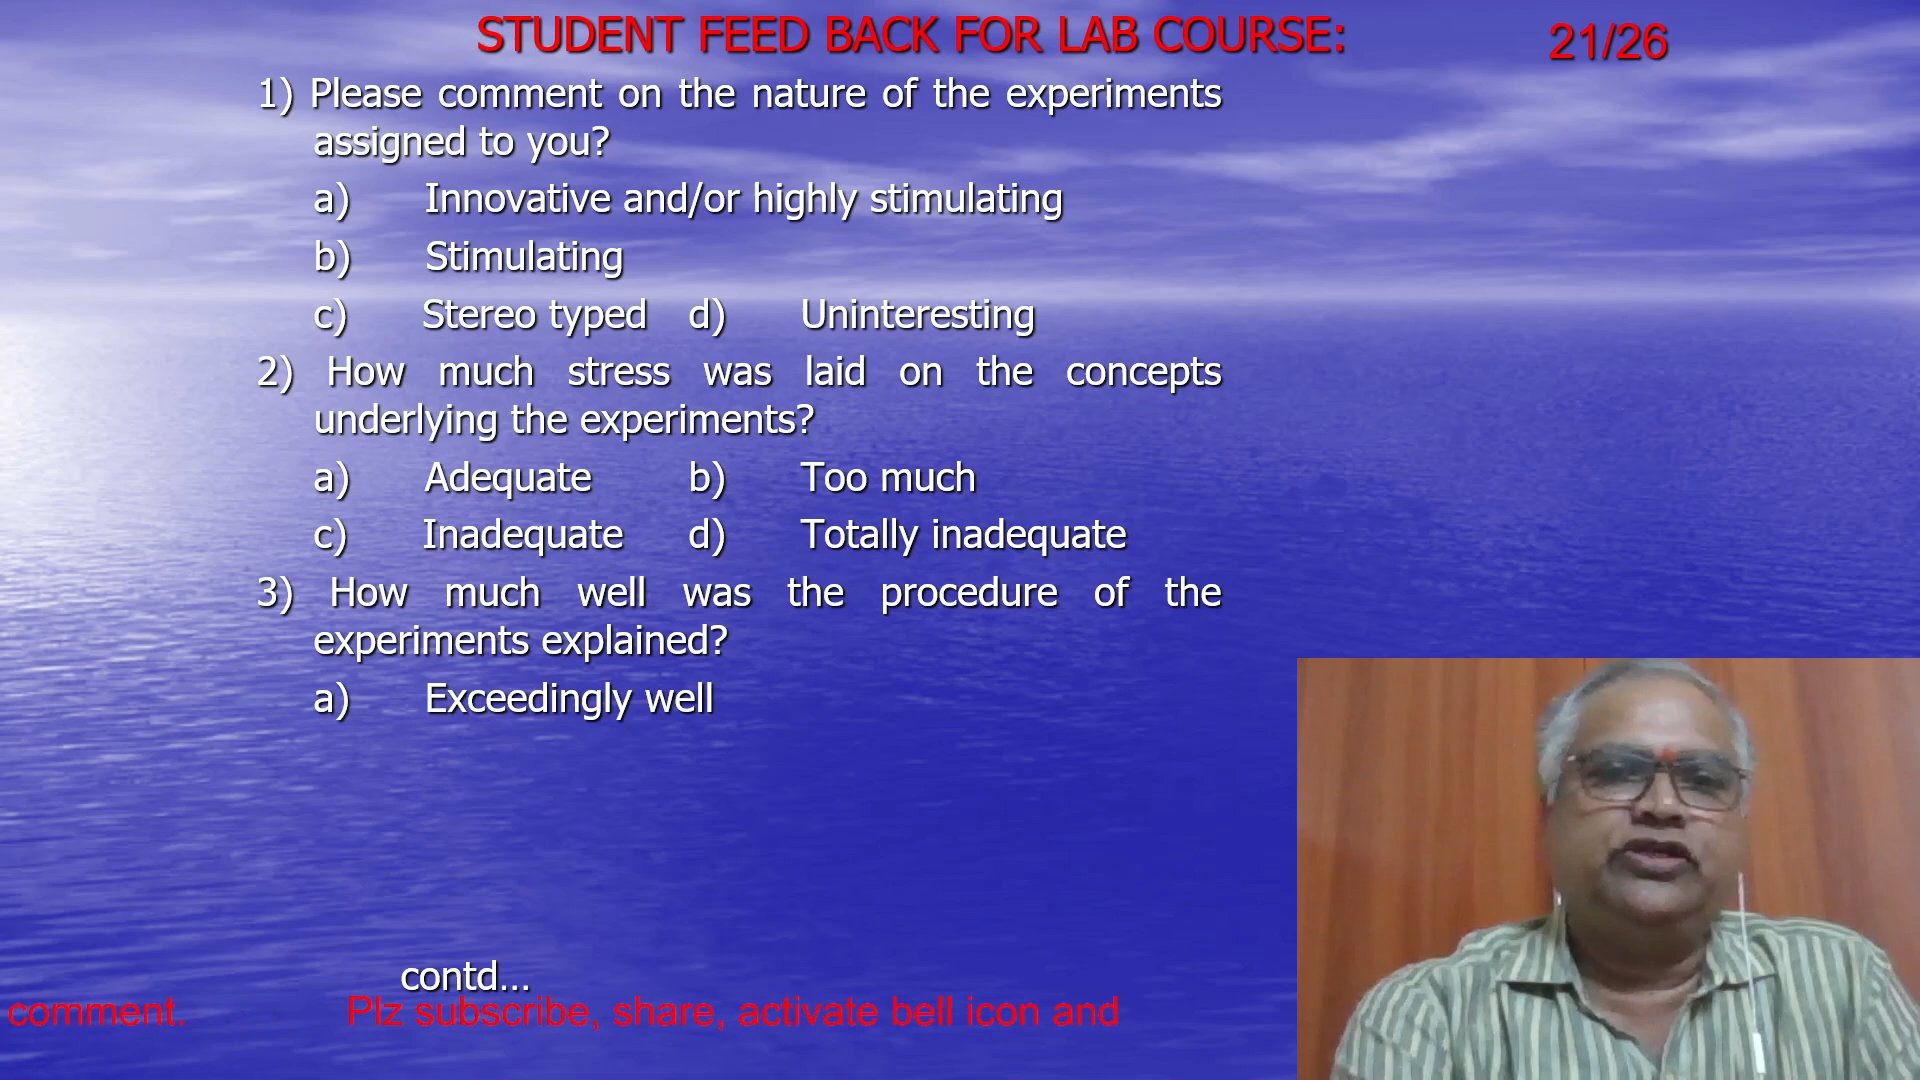 STUDENT FEED BACK FOR LAB COURSE:
21/26
1) Please comment on the nature of the experiments
assigned to you?
a) Innovative and/or highly stimulating
b) Stimulating
c) Stereo typed d) Uninteresting
2) How much stress was laid on the concepts
underlying the experiments?
a) Adequate b) Too much
c) Inadequate d) Totally inadequate
3) How much well was the procedure of the
experiments explained?
a) Exceedingly well
contd...
comment. Plz subscribe, share, activate bell icon and